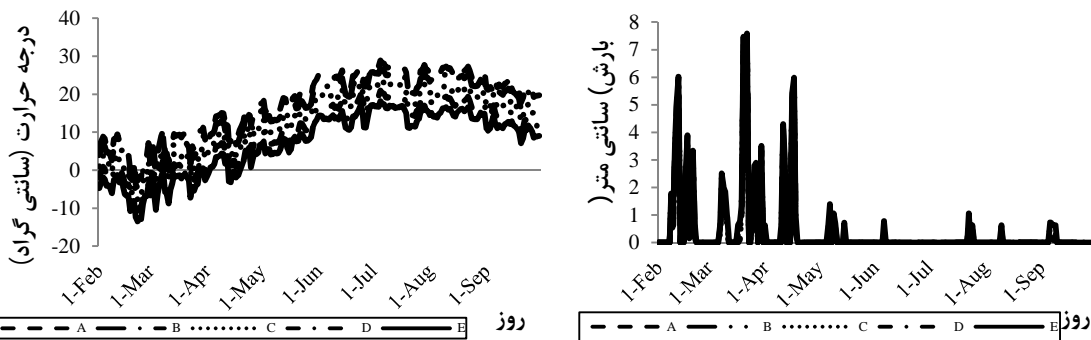 درجه حرارت (سانتی گراد)
40
30
20
10
0
-10
-20
1-Feb
1-Mar
1-Apr
1-May
1-Jun
1-Jul
1-Aug
1-Sep
A B C D E
روز
بارش) سانتی متر(
8
7
6
5
4
3
2
1
0
1-Feb
1-Mar
1-Apr
1-May
1-Jun
1-Jul
1-Aug
1-Sep
A B C D E
روز